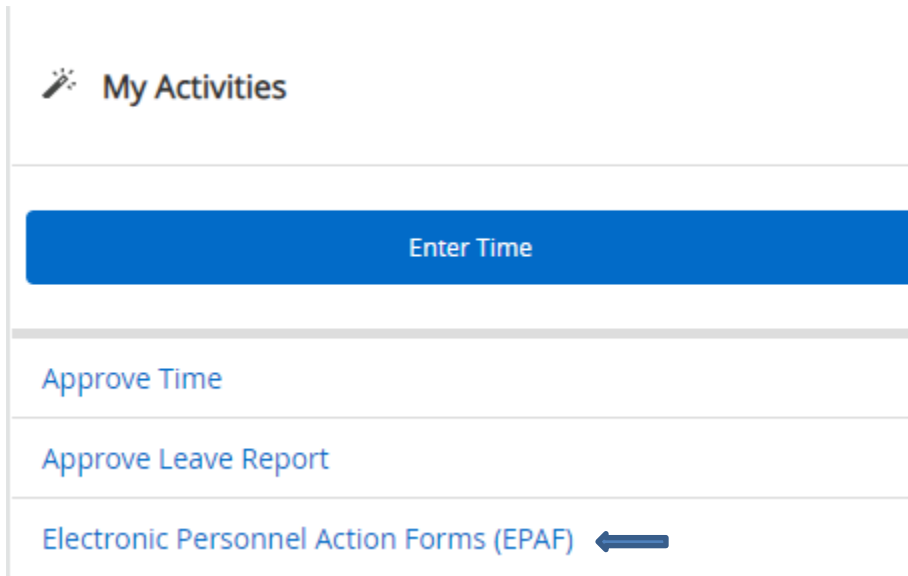 My Activities
Enter Time
Approve Time
Approve Leave Report
Electronic Personnel Action Forms (EPAF)